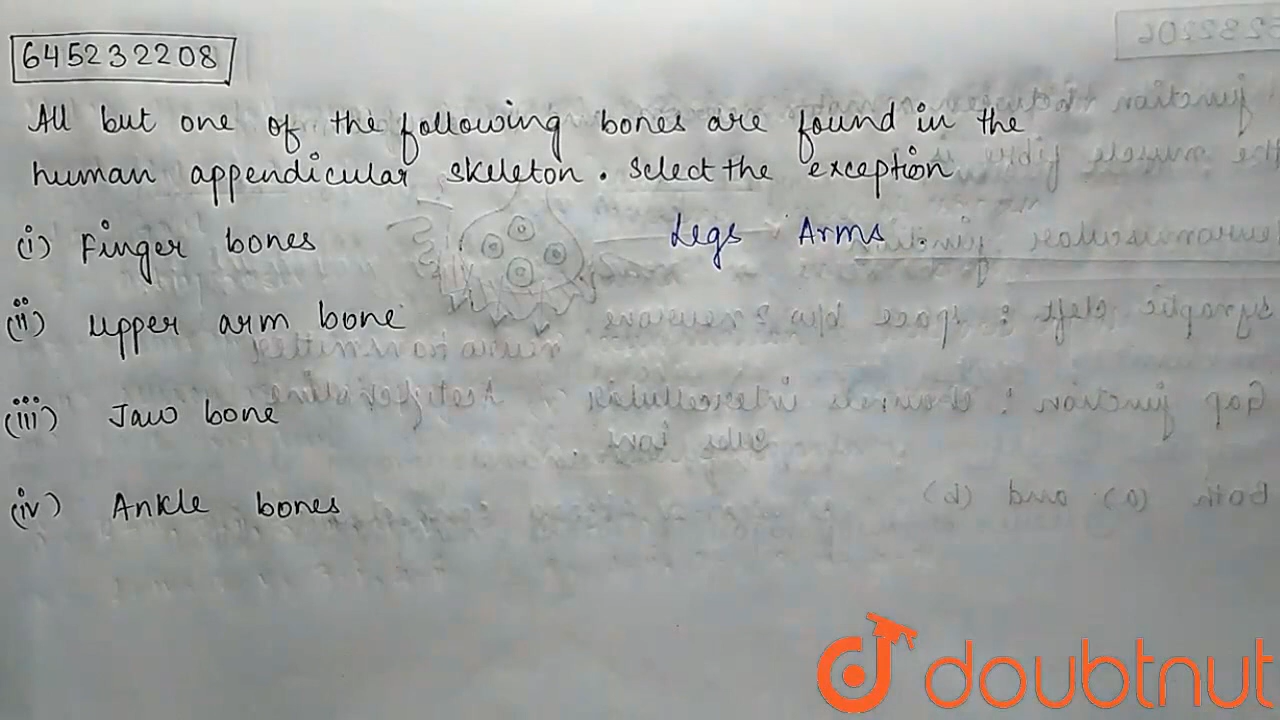 645232208
All but one of the following bones are found in the
human appendicular skeleton. Select the exception
(i) Finger bones
Legs Arms
(ii) upper arm bone
(iii) Jaw bone
(iv) Ankle bones
doubtnut